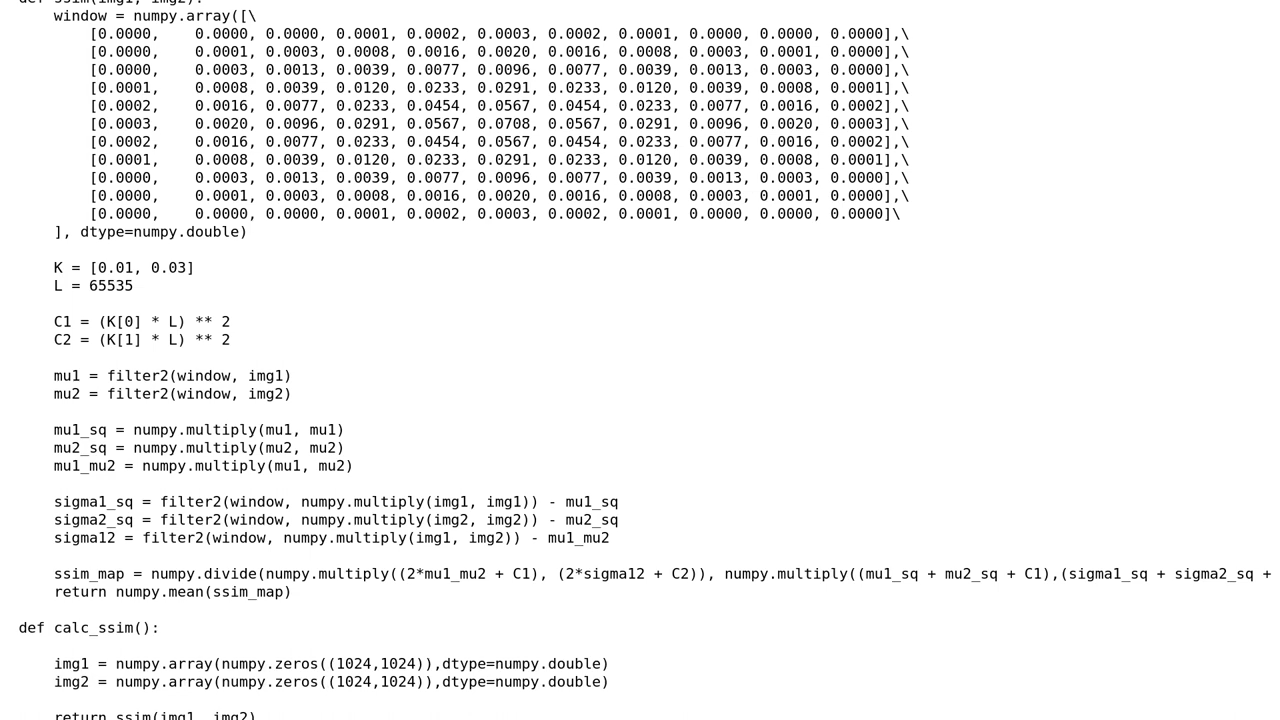 def ssim(img1, img2):
    window = numpy.array([\
        [0.0000,    0.0000, 0.0000, 0.0001, 0.0002, 0.0003, 0.0002, 0.0001, 0.0000, 0.0000, 0.0000],\
        [0.0000,    0.0001, 0.0003, 0.0008, 0.0016, 0.0020, 0.0016, 0.0008, 0.0003, 0.0001, 0.0000],\
        [0.0000,    0.0003, 0.0013, 0.0039, 0.0077, 0.0096, 0.0077, 0.0039, 0.0013, 0.0003, 0.0000],\
        [0.0001,    0.0008, 0.0039, 0.0120, 0.0233, 0.0291, 0.0233, 0.0120, 0.0039, 0.0008, 0.0001],\
        [0.0002,    0.0016, 0.0077, 0.0233, 0.0454, 0.0567, 0.0454, 0.0233, 0.0077, 0.0016, 0.0002],\
        [0.0003,    0.0020, 0.0096, 0.0291, 0.0567, 0.0708, 0.0567, 0.0291, 0.0096, 0.0020, 0.0003],\
        [0.0002,    0.0016, 0.0077, 0.0233, 0.0454, 0.0567, 0.0454, 0.0233, 0.0077, 0.0016, 0.0002],\
        [0.0001,    0.0008, 0.0039, 0.0120, 0.0233, 0.0291, 0.0233, 0.0120, 0.0039, 0.0008, 0.0001],\
        [0.0000,    0.0003, 0.0013, 0.0039, 0.0077, 0.0096, 0.0077, 0.0039, 0.0013, 0.0003, 0.0000],\
        [0.0000,    0.0001, 0.0003, 0.0008, 0.0016, 0.0020, 0.0016, 0.0008, 0.0003, 0.0001, 0.0000],\
        [0.0000,    0.0000, 0.0000, 0.0001, 0.0002, 0.0003, 0.0002, 0.0001, 0.0000, 0.0000, 0.0000]\
    ], dtype=numpy.double)

    K = [0.01, 0.03]
    L = 65535

    C1 = (K[0] * L) ** 2
    C2 = (K[1] * L) ** 2

    mu1 = filter2(window, img1)
    mu2 = filter2(window, img2)

    mu1_sq = numpy.multiply(mu1, mu1)
    mu2_sq = numpy.multiply(mu2, mu2)
    mu1_mu2 = numpy.multiply(mu1, mu2)

    sigma1_sq = filter2(window, numpy.multiply(img1, img1)) - mu1_sq
    sigma2_sq = filter2(window, numpy.multiply(img2, img2)) - mu2_sq
    sigma12 = filter2(window, numpy.multiply(img1, img2)) - mu1_mu2

    ssim_map = numpy.divide(numpy.multiply((2*mu1_mu2 + C1), (2*sigma12 + C2)), numpy.multiply((mu1_sq + mu2_sq + C1),(sigma1_sq + sigma2_sq +
    return numpy.mean(ssim_map)

def calc_ssim():

    img1 = numpy.array(numpy.zeros((1024,1024)),dtype=numpy.double)
    img2 = numpy.array(numpy.zeros((1024,1024)),dtype=numpy.double)

    return ssim(img1, img2)